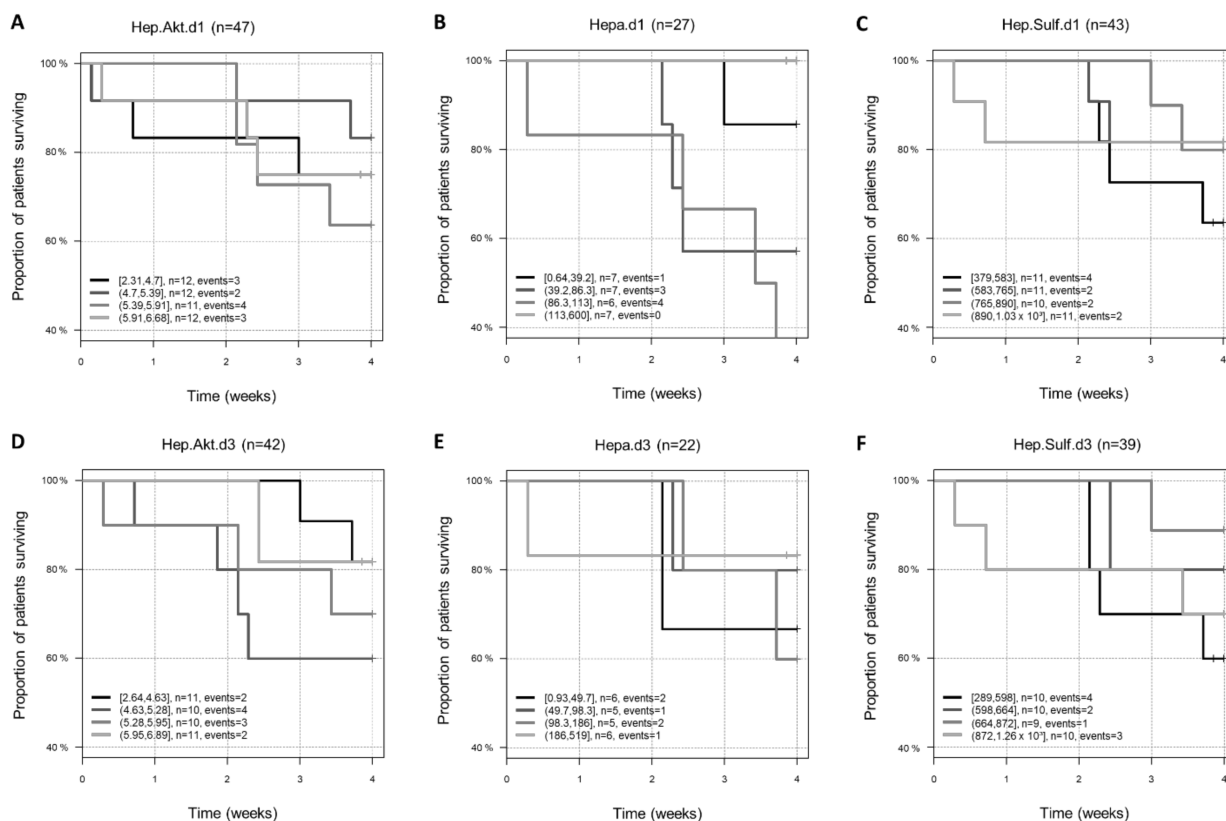 A
Hep.Akt.d1 (n=47)
Proportion of patients surviving
100 %
80 %
60 %
40 %
[2.31,4.7], n=12, events=3
(4.7,5.39], n=12, events=2
(5.39,5.91], n=11, events=4
(5.91,6.68], n=12, events=3
0 1 2 3 4
Time (weeks)
B
Hepa.d1 (n=27)
Proportion of patients surviving
100 %
80 %
60 %
40 %
[0.64,39.2], n=7, events=1
(39.2,86.3], n=7, events=3
(86.3,113] n=6, events=4
(113,600] n=7, events=0
0 1 2 3 4
Time (weeks)
C
Hep.Sulf.d1 (n=43)
Proportion of patients surviving
100 %
80 %
60 %
40 %
[379,583] n=11, events=4
(583,765] n=11, events=2
(765,890] n=10, events=2
(890,1.03 x 10³], n=11, events=2
0 1 2 3 4
Time (weeks)
D
Hep.Akt.d3 (n=42)
Proportion of patients surviving
100 %
80 %
60 %
40 %
[2.64,4.63], n=11, events=2
(4.63,5.28], n=10, events=4
(5.28,5.95], n=10, events=3
(5.95,6.89], n=11, events=2
0 1 2 3 4
Time (weeks)
E
Hepa.d3 (n=22)
Proportion of patients surviving
100 %
80 %
60 %
40 %
[0.93,49.7], n=6, events=2
(49.7,98.3], n=5, events=1
(98.3,186] n=5, events=2
(186,519] n=6, events=1
0 1 2 3 4
Time (weeks)
F
Hep.Sulf.d3 (n=39)
Proportion of patients surviving
100 %
80 %
60 %
40 %
[289,598] n=10, events=4
(598,664] n=10, events=2
(664,872] n=9, events=1
(872,1.26 x 10³], n=10, events=3
0 1 2 3 4
Time (weeks)